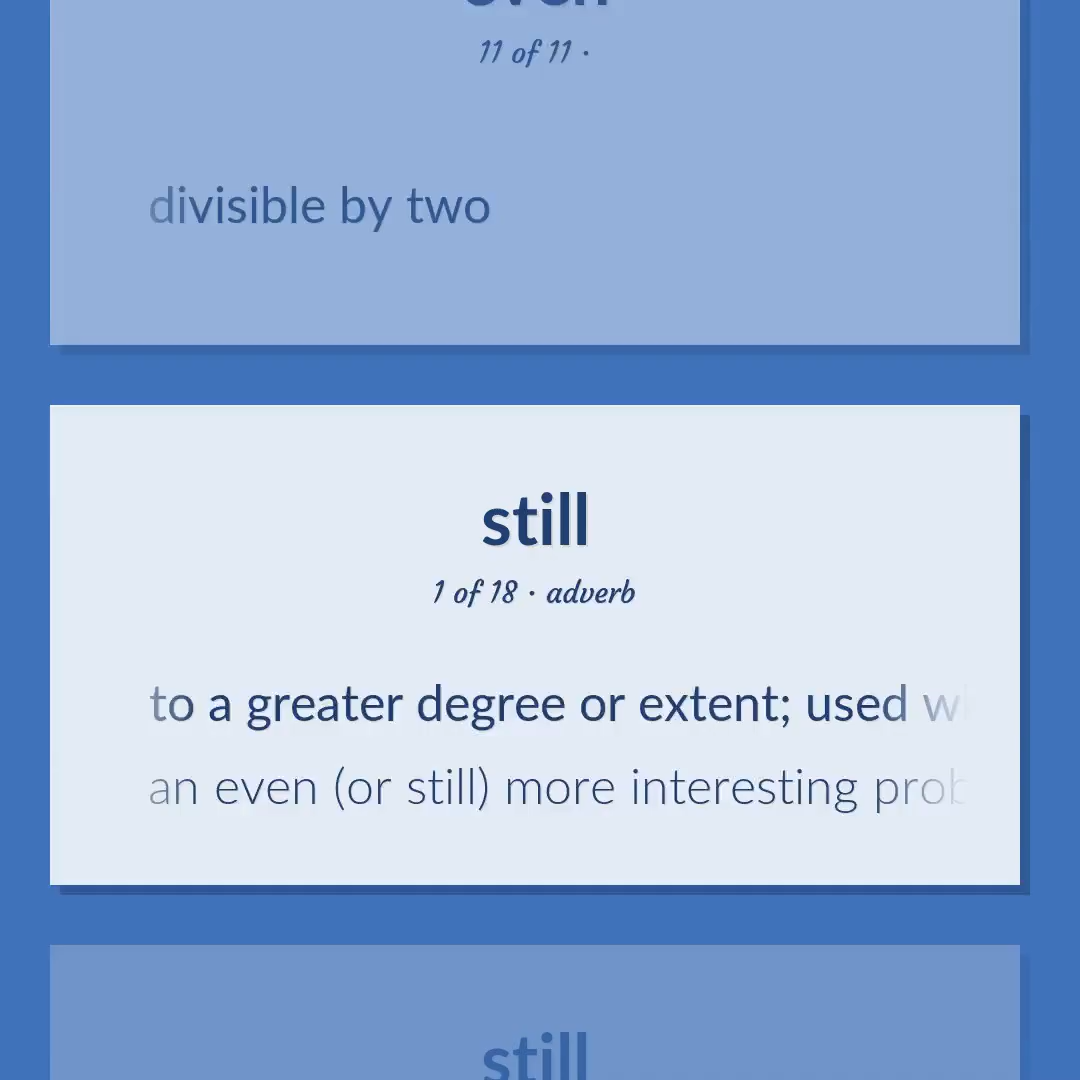 even
11 of 11 ·
divisible by two
still
1 of 18 · adverb
to a greater degree or extent; used
an even (or still) more interesting
still